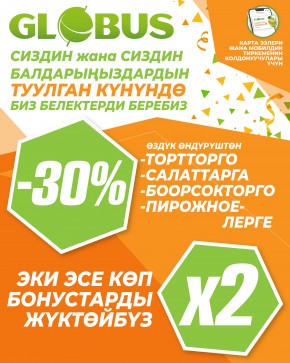 GLOBUS
СИЗДИН жана СИЗДИН
БАЛДАРЫҢЫЗДАРДЫН
ТУУЛГАН КҮНҮНДӨ
БИЗ БЕЛЕКТЕРДИ БЕРЕБИЗ
КАРТА ЭЭЛЕРИ
ЖАНА МОБИЛДИК
ТИРКЕМЕНИН
КОЛДОНУУЧУЛАРЫ
ҮЧҮН
-30%
ӨЗДҮК ӨНДҮРҮШТӨН
-ТОРТТОРГО
-САЛАТТАРГА
-БООРСОКТОРГО
-ПИРОЖНОЕ-
ЛЕРГЕ
ЭКИ ЭСЕ КӨП
БОНУСТАРДЫ
ЖҮКТӨЙБҮЗ
x2